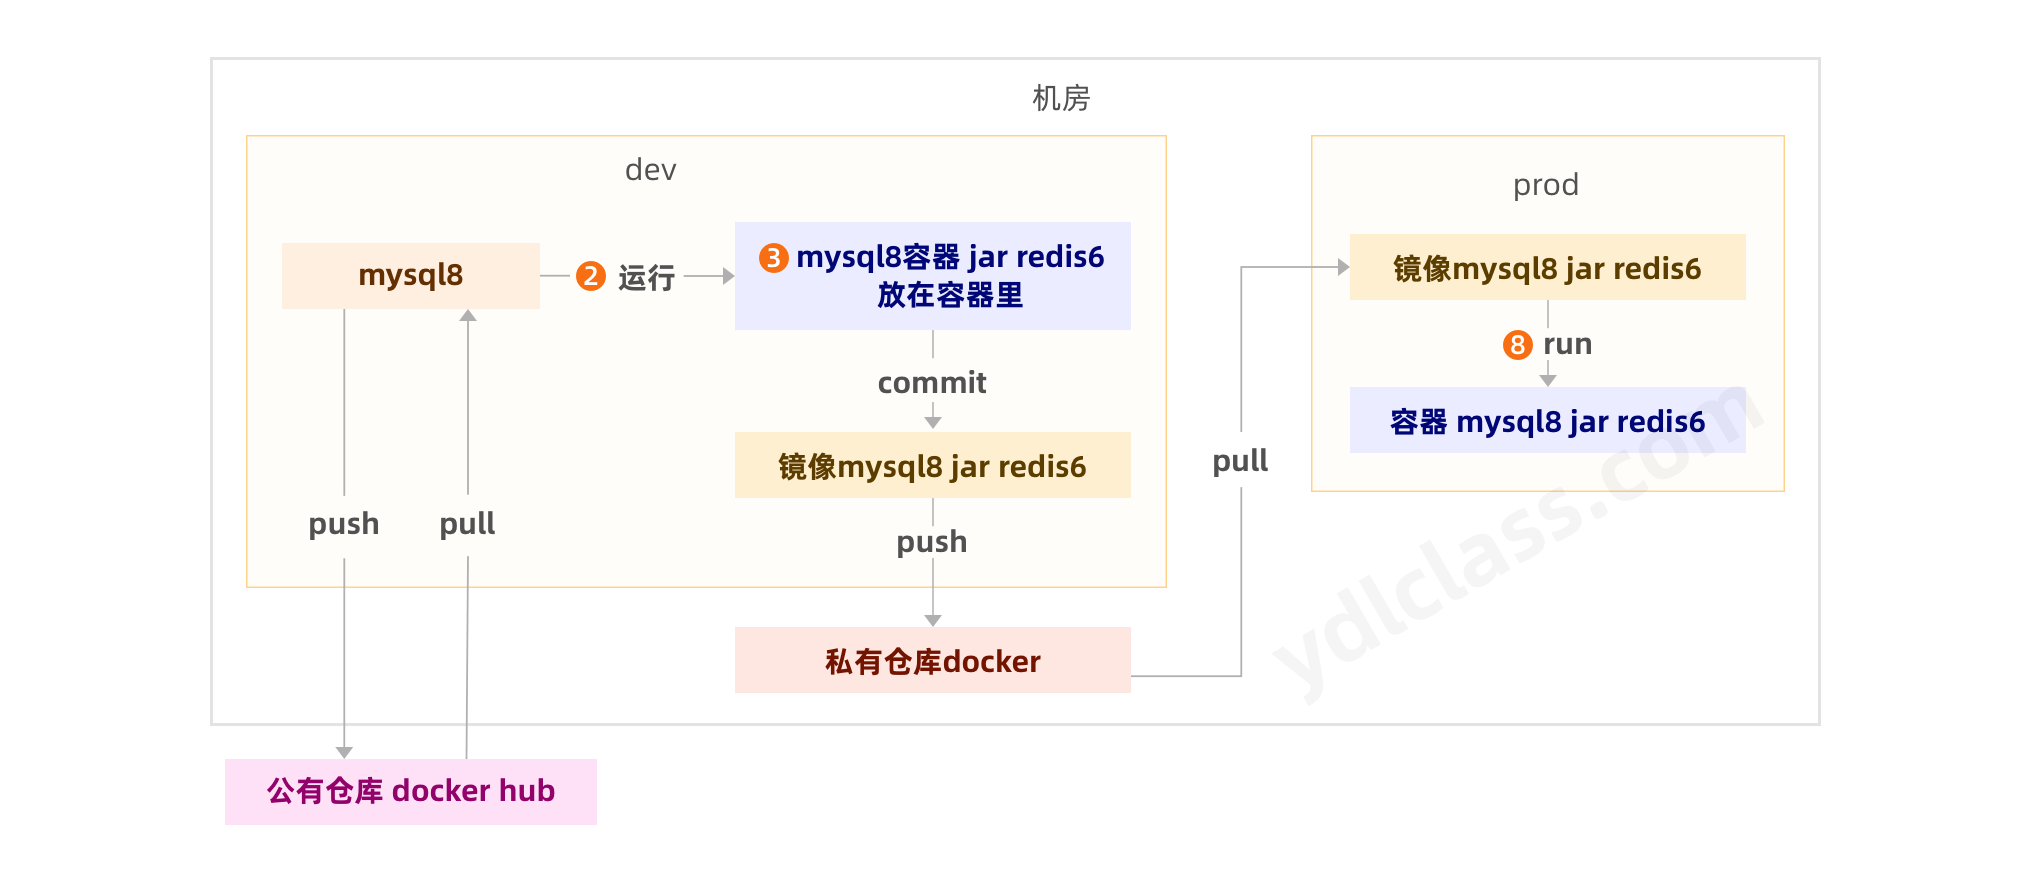 机房
dev
prod
mysql8
2 运行
3 mysql8容器 jar redis6
放在容器里
commit
镜像mysql8 jar redis6
push
私有仓库docker
push
pull
公有仓库 docker hub
pull
镜像mysql8 jar redis6
8 run
容器 mysql8 jar redis6
ydlclass.com